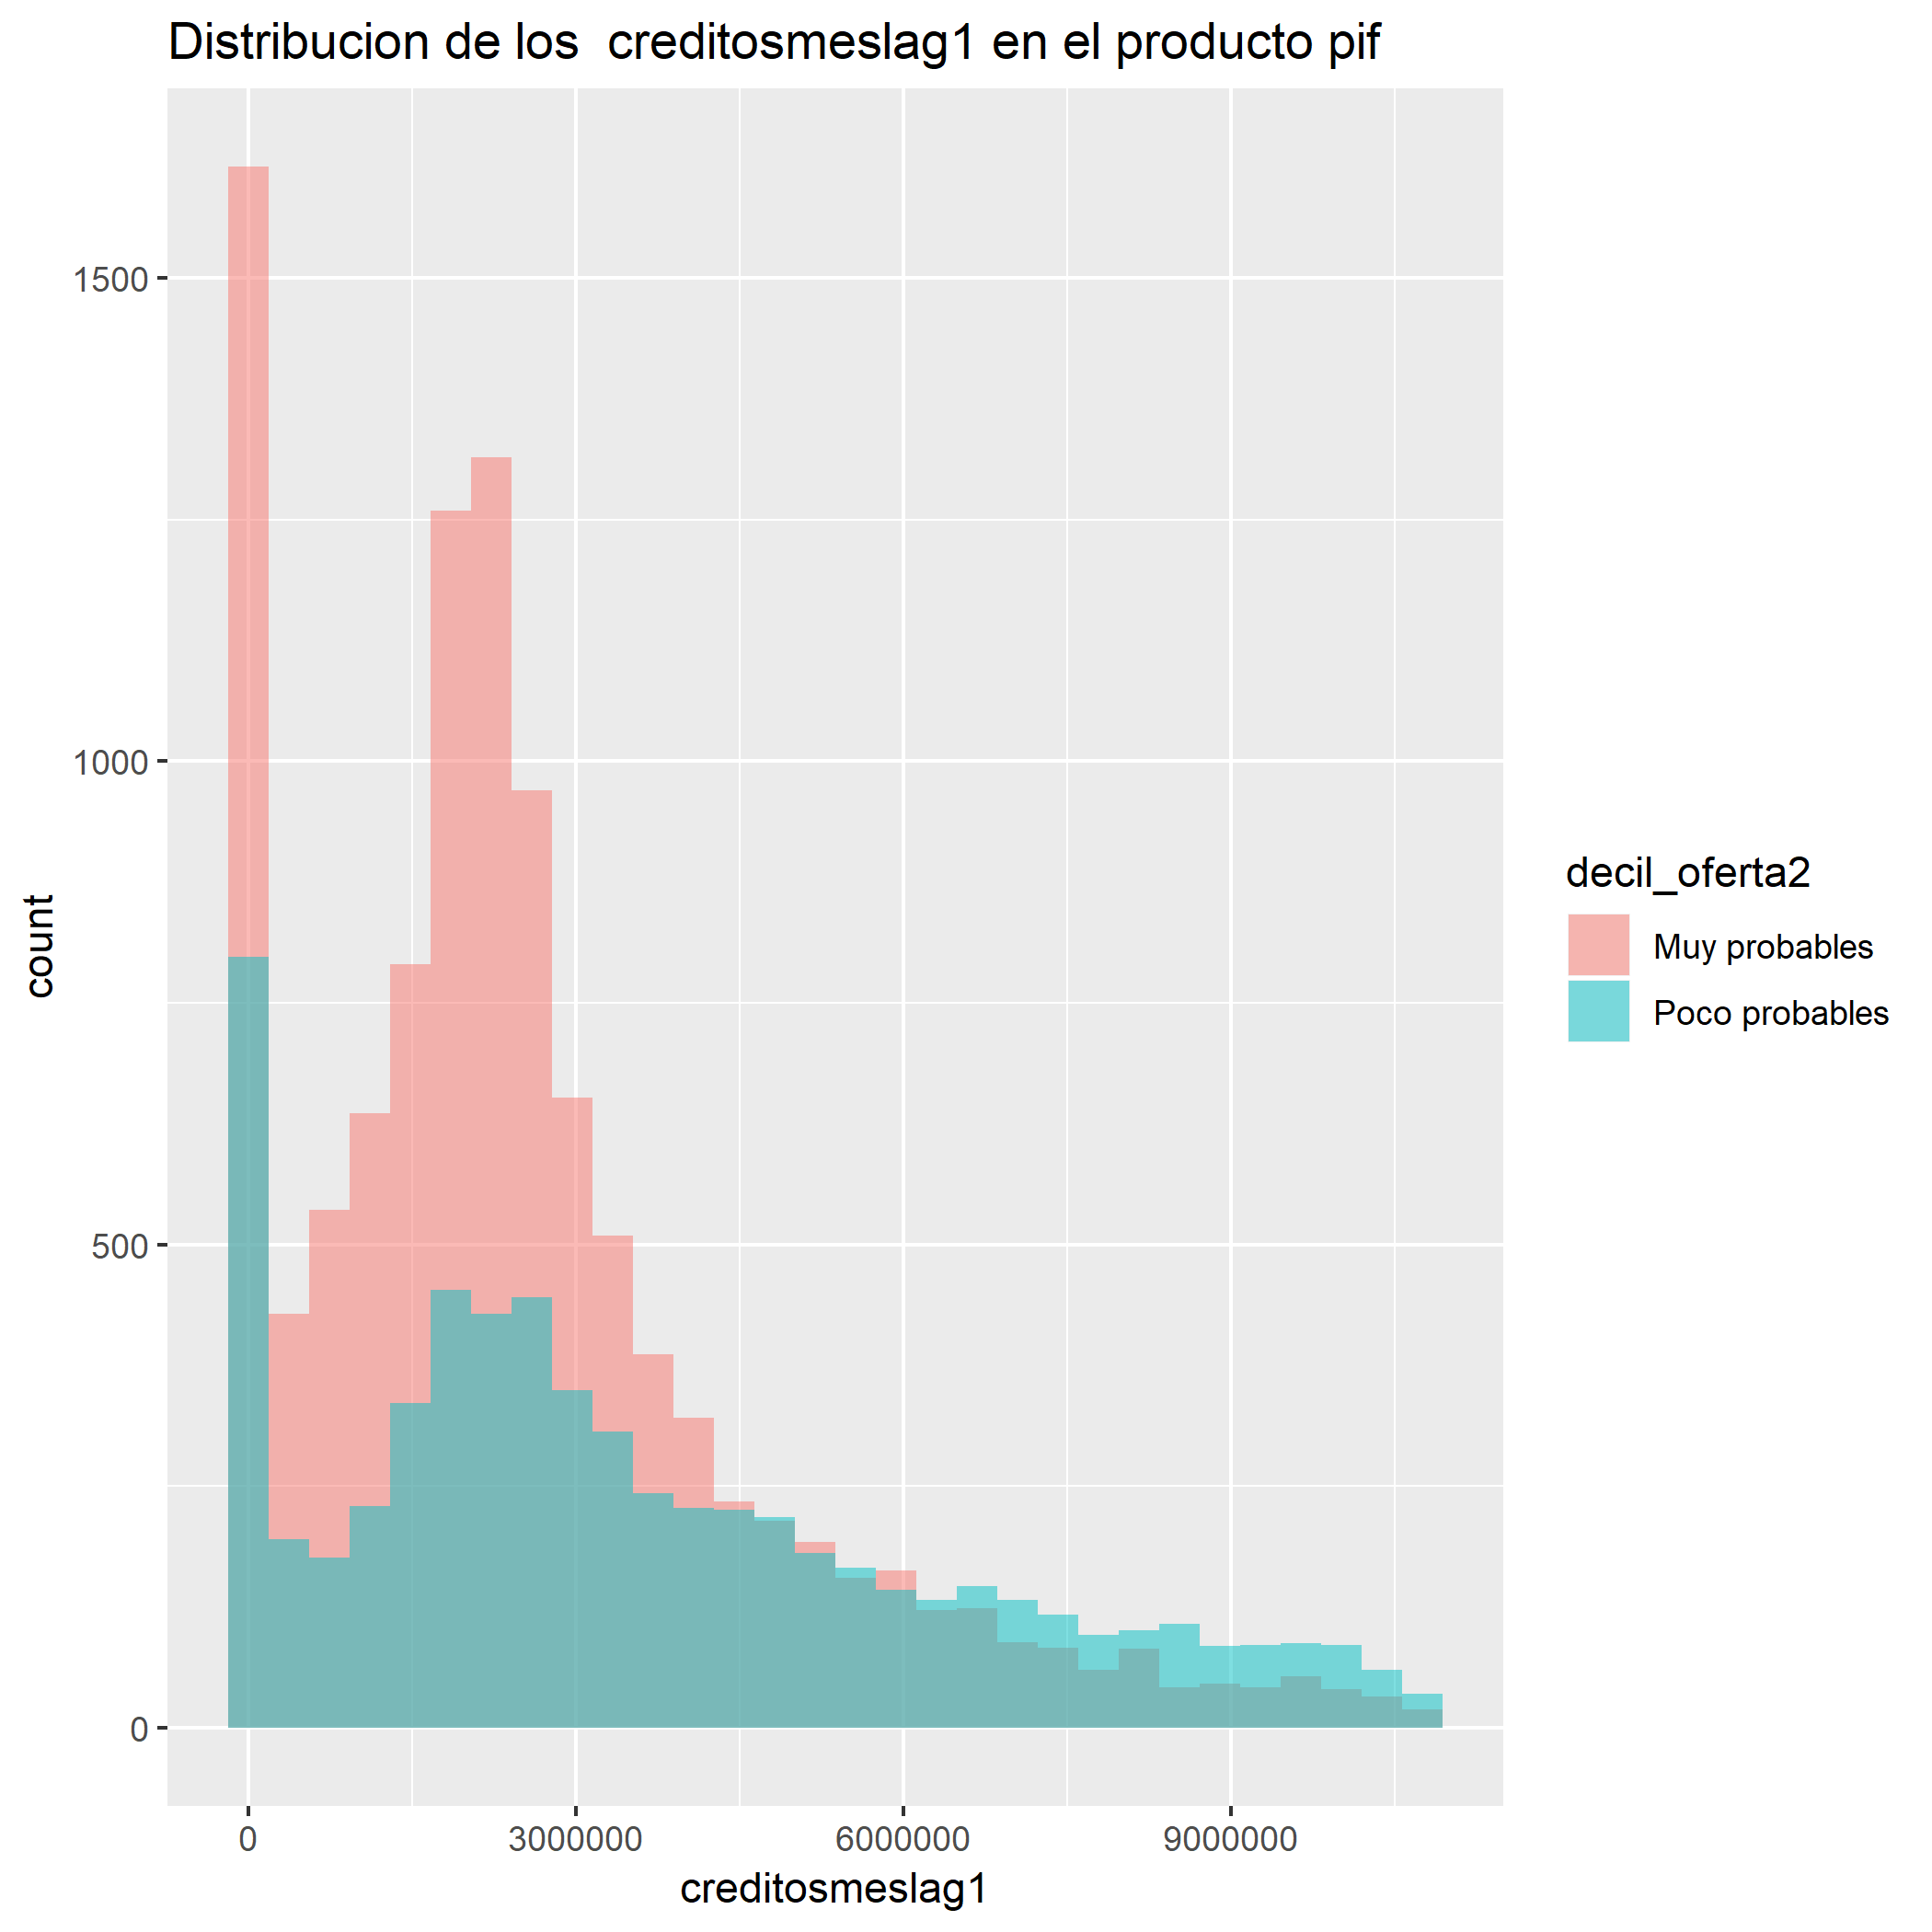 Distribucion de los  creditosmeslag1 en el producto pif
1500
1000
500
0
count
0 3000000 6000000 9000000
creditosmeslag1
decil_oferta2
Muy probables
Poco probables